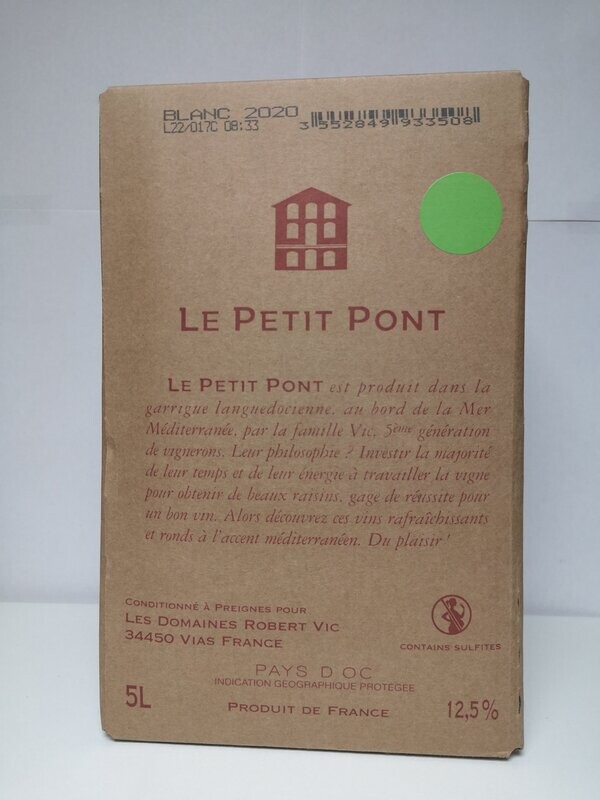 BLANC 2020
L22/017C 08:33
3 552849 933508
LE PETIT PONT
LE PETIT PONT est produit dans la
garrigue languedocienne, au bord de la Mer
Méditerranée, par la famille Vic, 5ème génération
de vignerons. Leur philosophie ? Investir la majorité
de leur temps et de leur énergie à travailler la vigne
pour obtenir de beaux raisins, gage de réussite pour
un bon vin. Alors découvrez ces vins rafraîchissants
et ronds à l'accent méditerranéen. Du plaisir !
CONDITIONNÉ À PREIGNES POUR
LES DOMAINES ROBERT VIC
34450 VIAS FRANCE
CONTAINS SULFITES
PAYS D OC
INDICATION GÉOGRAPHIQUE PROTÉGÉE
5L
PRODUIT DE FRANCE
12,5%